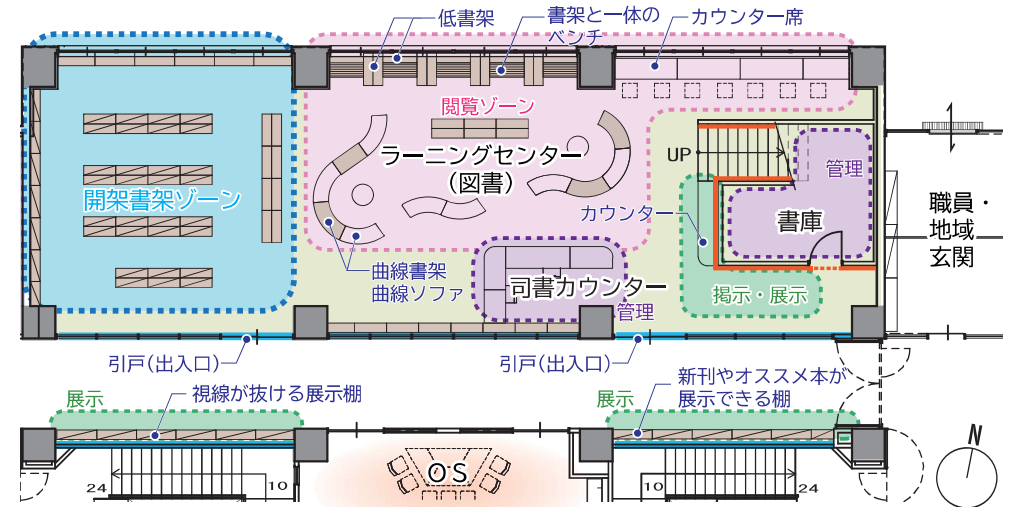 低書架
書架と一体の
ベンチ
カウンター席
閲覧ゾーン
ラーニングセンター
(図書)
UP
管理
開架書架ゾーン
カウンター
書庫
職員・
地域
玄関
曲線書架
曲線ソファ
司書カウンター
管理
掲示・展示
引戸(出入口)
引戸(出入口)
展示
視線が抜ける展示棚
展示
新刊やオススメ本が
展示できる棚
OS
N
24
10
10
24